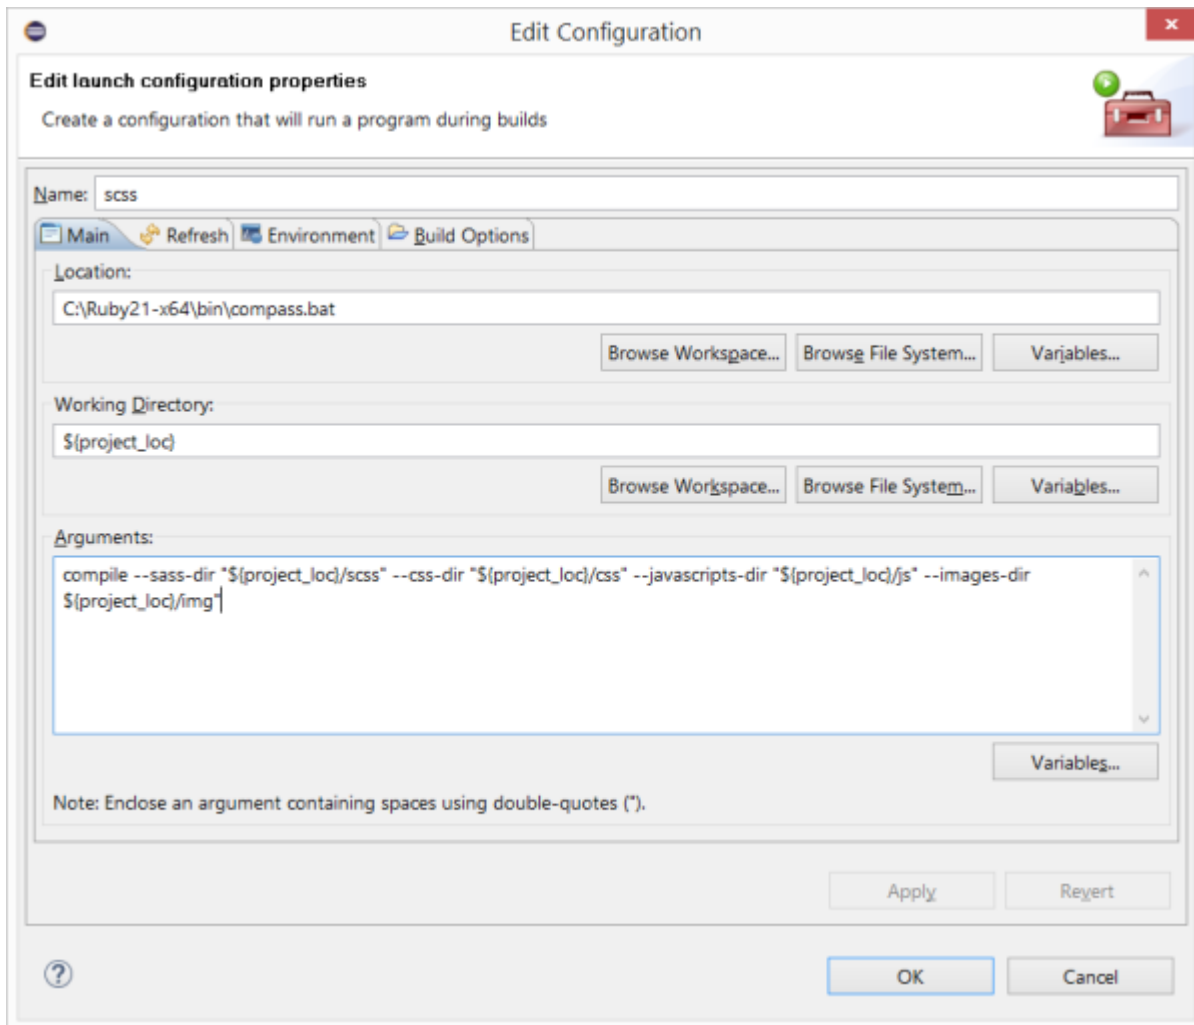 Edit Configuration
x
Edit launch configuration properties
Create a configuration that will run a program during builds
Name: scss
Main Refresh Environment Build Options
Location:
C:\Ruby21-x64\bin\compass.bat
Browse Workspace... Browse File System... Variables...
Working Directory:
${project_loc}
Browse Workspace... Browse File System... Variables...
Arguments:
compile --sass-dir "${project_loc}/scss" --css-dir "${project_loc}/css" --javascripts-dir "${project_loc}/js" --images-dir
${project_loc}/img"
Variables...
Note: Enclose an argument containing spaces using double-quotes (").
Apply Revert
? OK Cancel